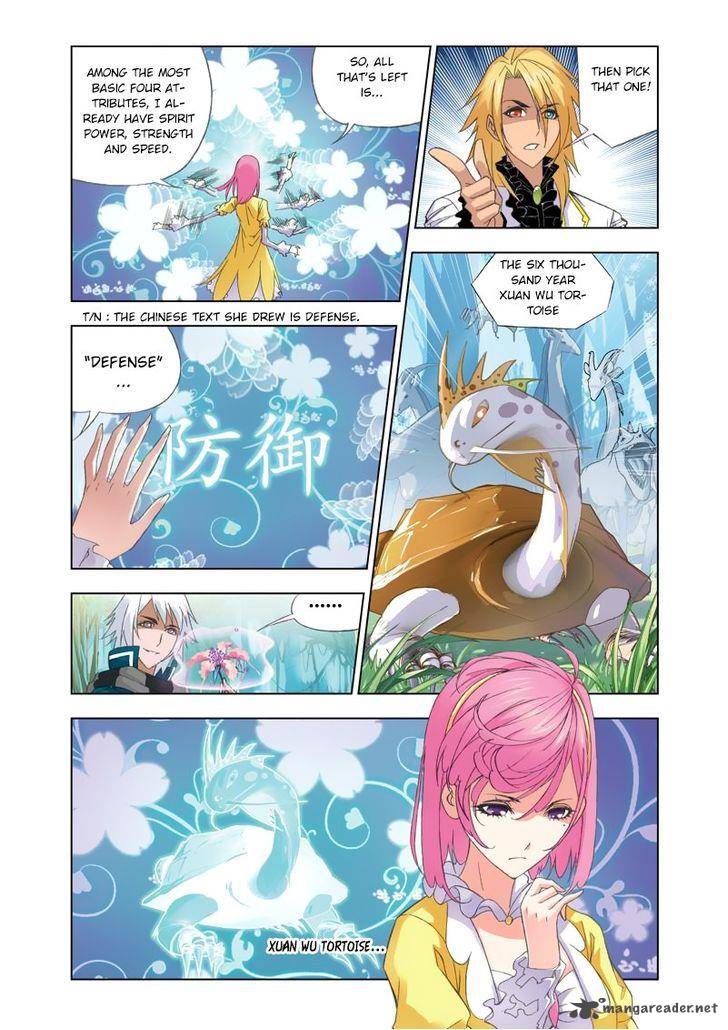 AMONG THE MOST
BASIC FOUR AT-
TRIBUTES, I AL-
READY HAVE SPIRIT
POWER, STRENGTH
AND SPEED.
SO, ALL
THAT'S LEFT
IS...
THEN PICK
THAT ONE!
T/N : THE CHINESE TEXT SHE DREW IS DEFENSE.
"DEFENSE"
...
防御
THE SIX THOU-
SAND YEAR
XUAN WU TOR-
TOISE
......
XUAN WU TORTOISE...
mangareader.net